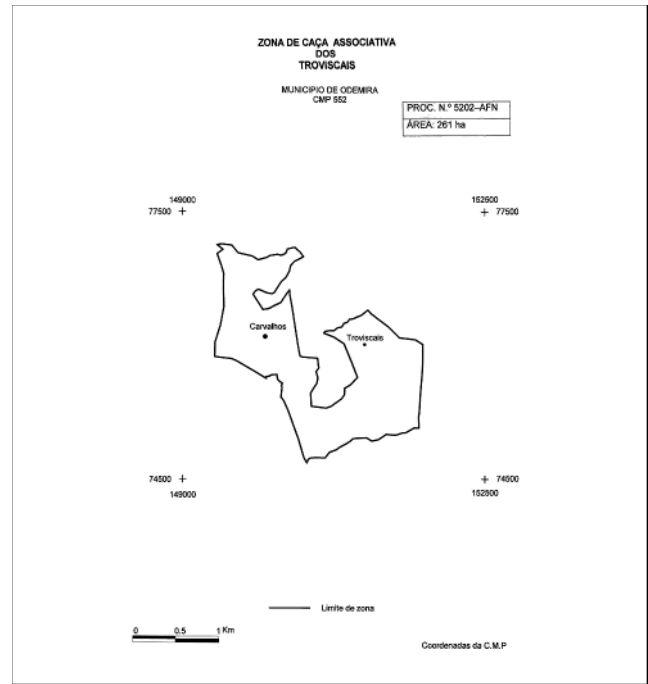 ZONA DE CAÇA ASSOCIATIVA
DOS
TROVISCAIS
MUNICIPIO DE ODEMIRA
CMP 552
PROC. N.º 5202–AFN
ÁREA: 261 ha
149000
77500
152500
77500
Carvalhos
Troviscais
74500
149000
74500
152500
Limite de zona
0 0.5 1 Km
Coordenadas da C.M.P